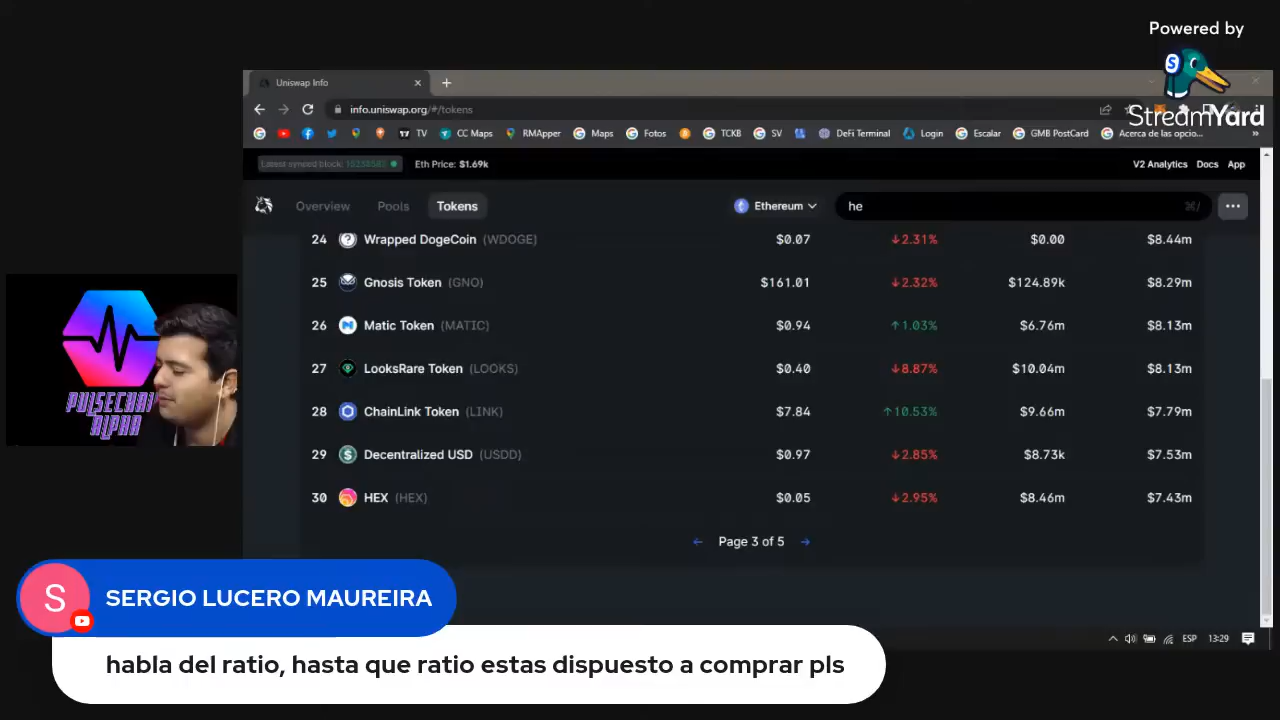 Powered by
StreamYard
Uniswap Info
info.uniswap.org/#/tokens
TV CC Maps RMApper Maps Fotos TCKB SV DeFi Terminal Login Escalar GMB PostCard Acerca de las opcio... »
Latest synced block: Eth Price: $1.69k V2 Analytics Docs App
Overview Pools Tokens Ethereum he ⌘/ ...
24 Wrapped DogeCoin (WDOGE) $0.07 ↓2.31% $0.00 $8.44m
25 Gnosis Token (GNO) $161.01 ↓2.32% $124.89k $8.29m
26 Matic Token (MATIC) $0.94 ↑1.03% $6.76m $8.13m
27 LooksRare Token (LOOKS) $0.40 ↓8.87% $10.04m $8.13m
28 ChainLink Token (LINK) $7.84 ↑10.53% $9.66m $7.79m
29 Decentralized USD (USDD) $0.97 ↓2.85% $8.73k $7.53m
30 HEX (HEX) $0.05 ↓2.95% $8.46m $7.43m
← Page 3 of 5 →
PULSECHAIN
ALPHA
S SERGIO LUCERO MAUREIRA
habla del ratio, hasta que ratio estas dispuesto a comprar pls
ESP 13:29